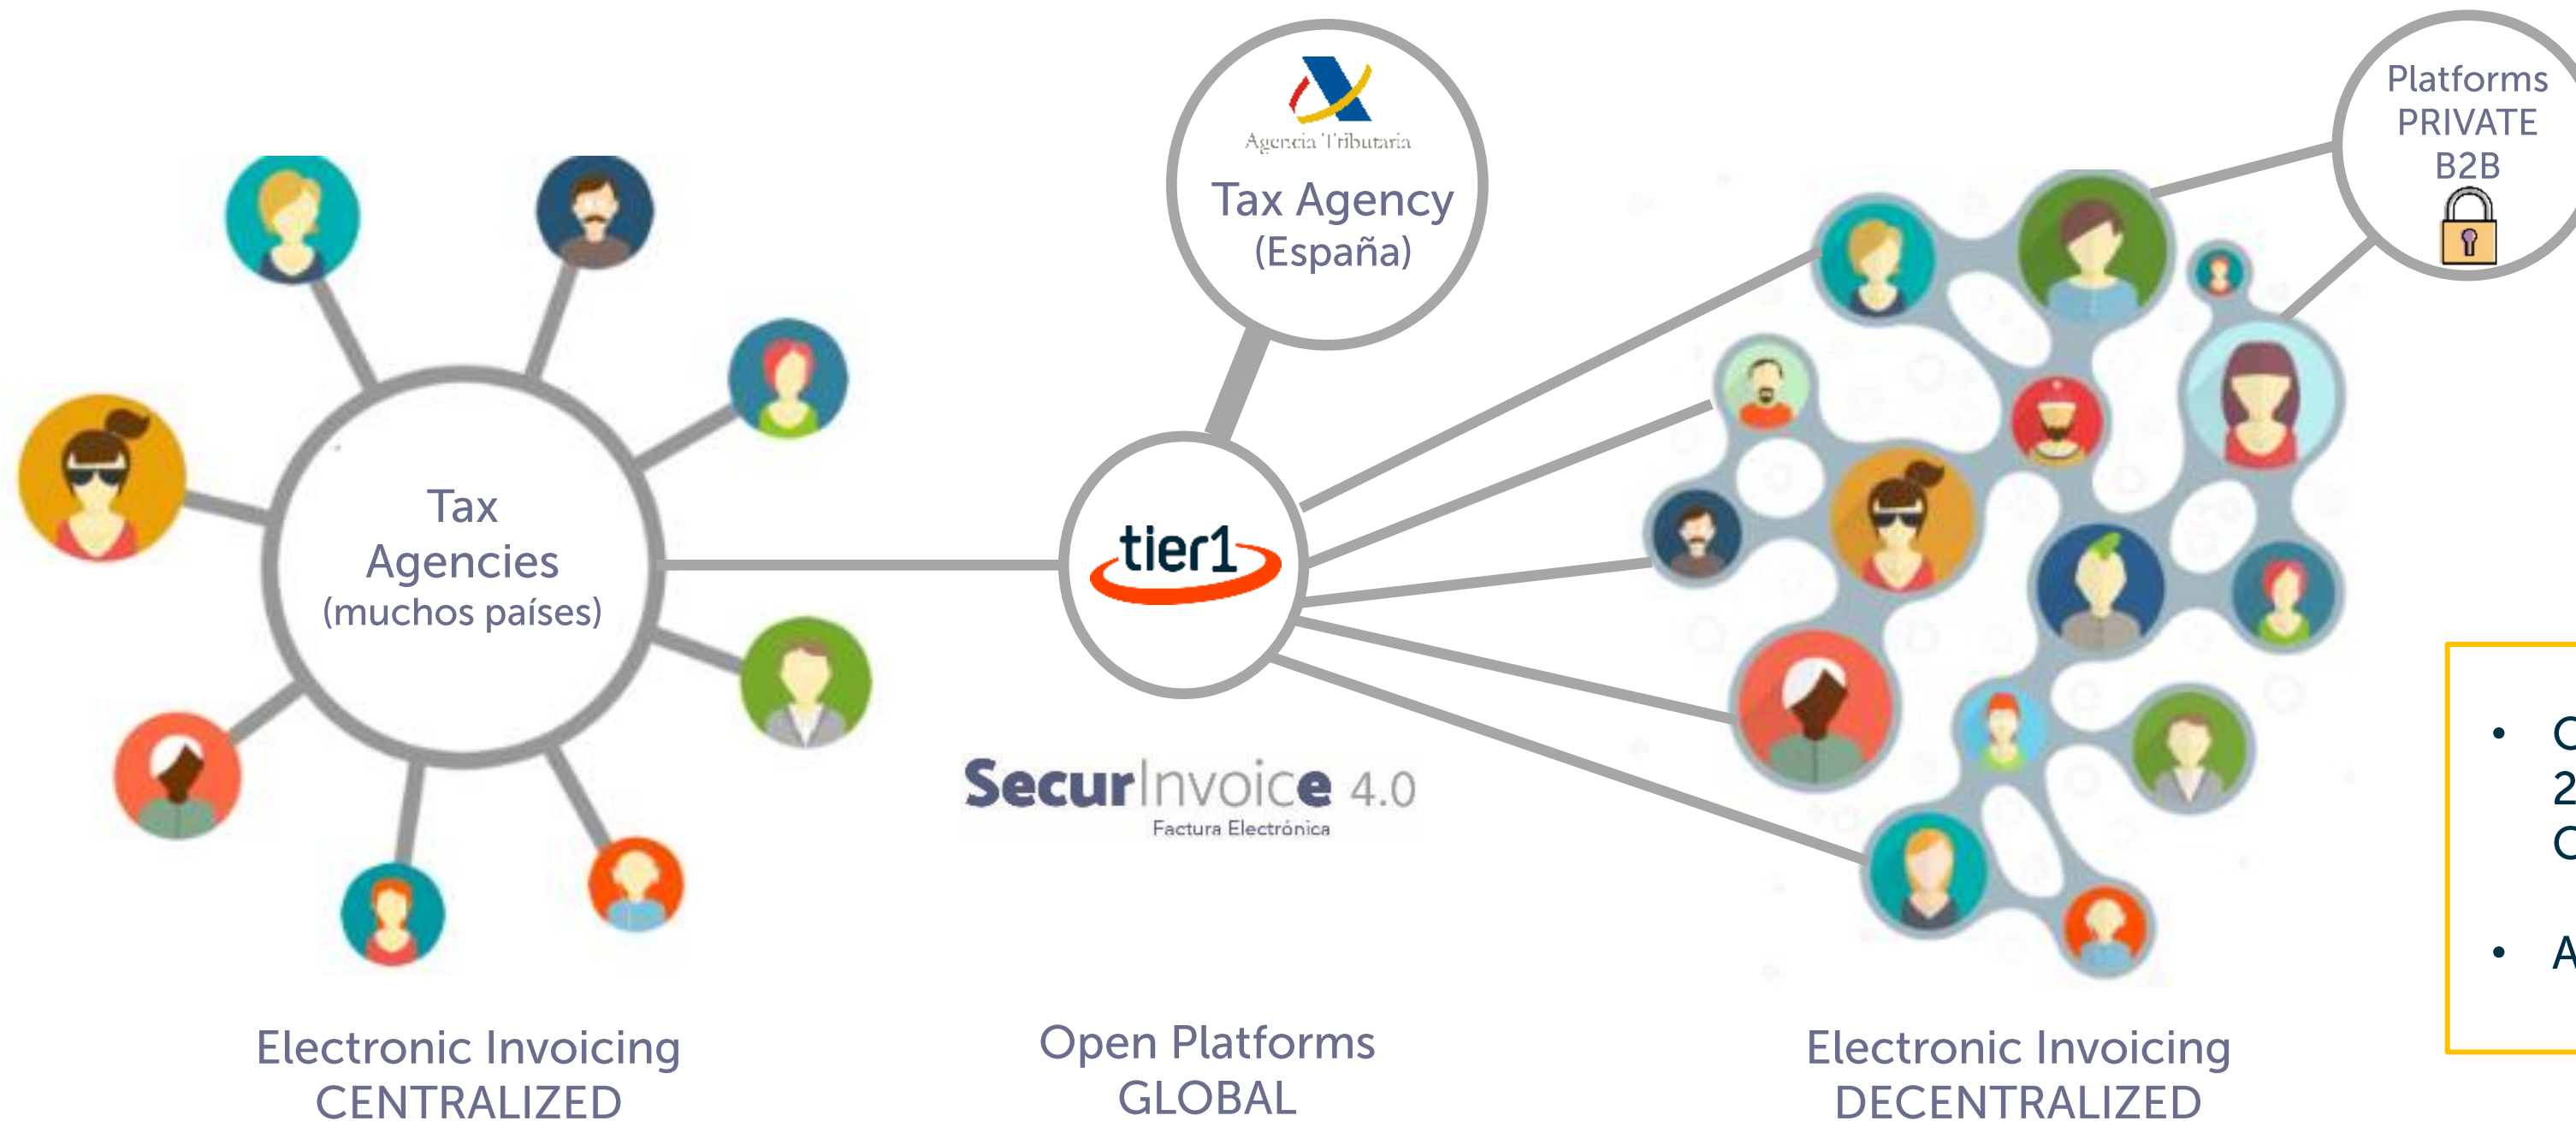 Agencia Tributaria
Tax Agency
(España)
Platforms
PRIVATE
B2B
Tax
Agencies
(muchos países)
tier1
SecurInvoice 4.0
Factura Electrónica
Electronic Invoicing
CENTRALIZED
Open Platforms
GLOBAL
Electronic Invoicing
DECENTRALIZED